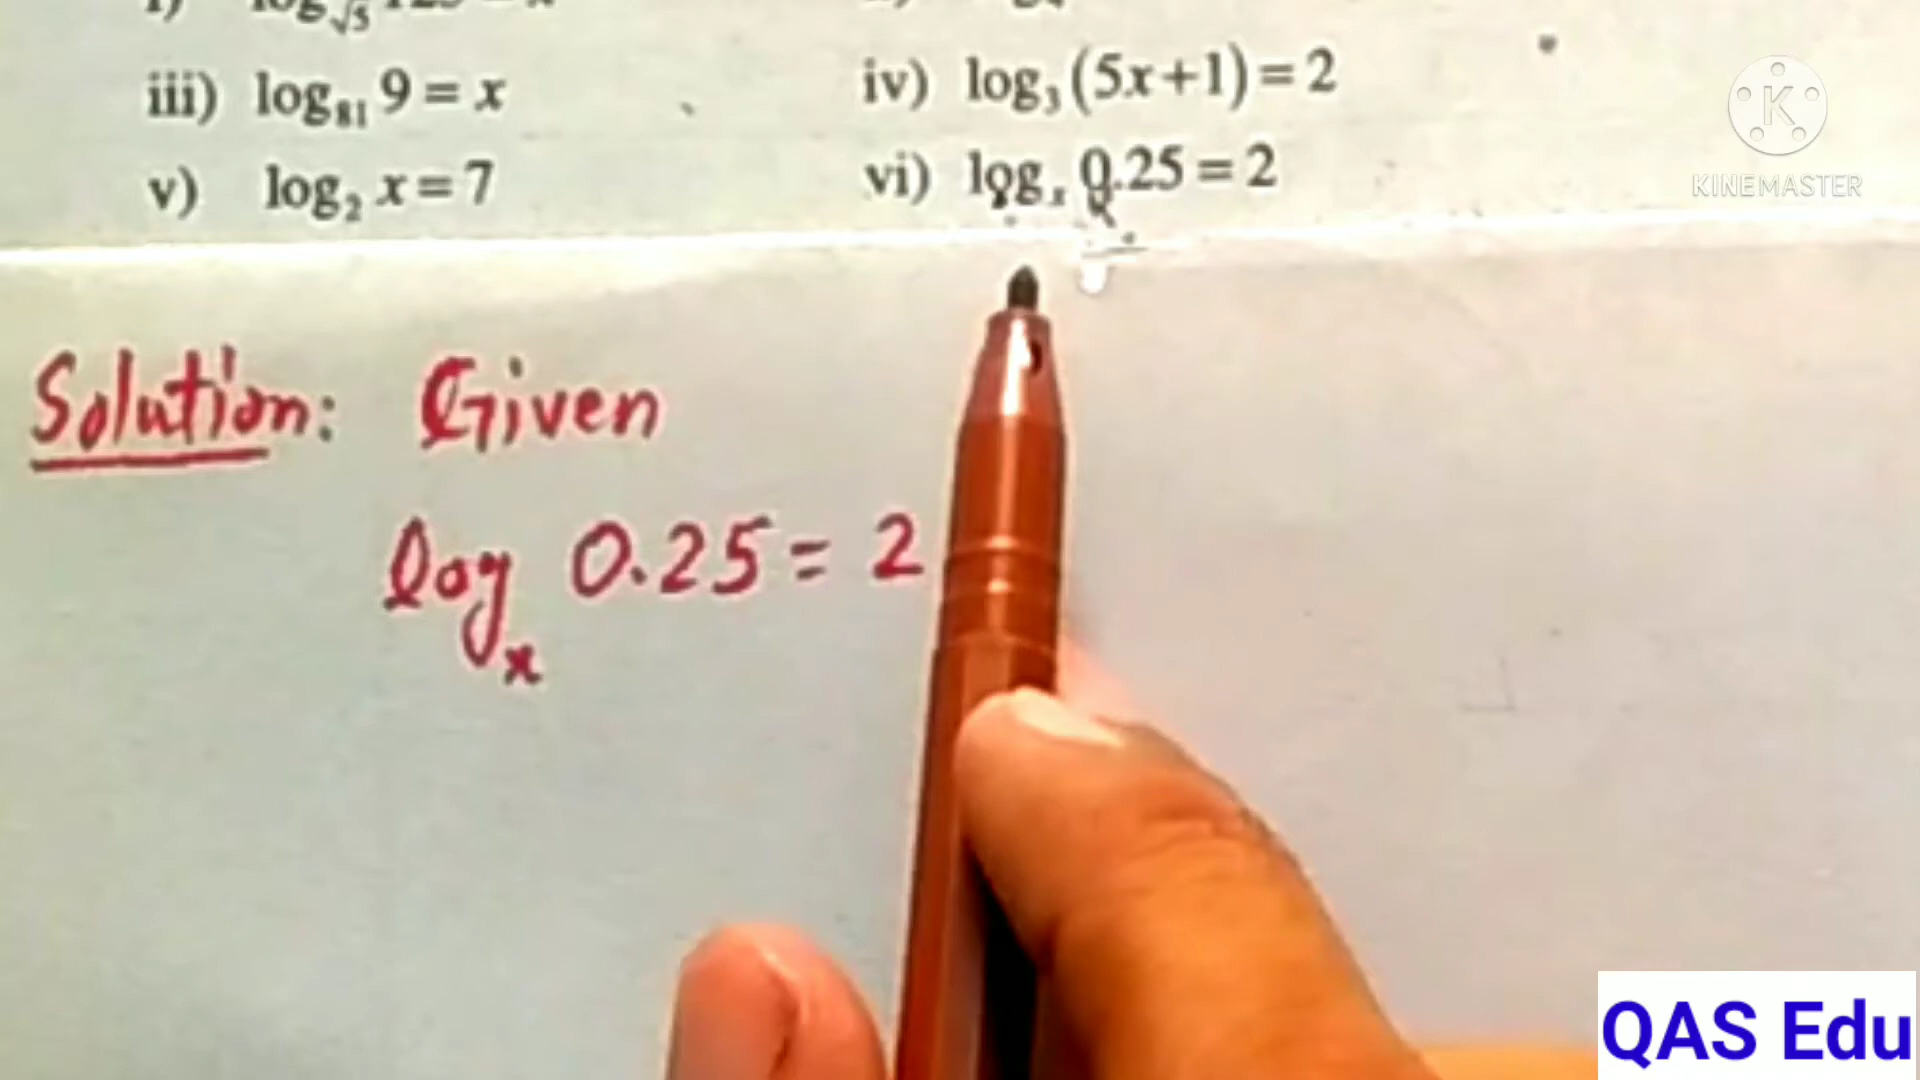 iii) log₈₁ 9 = x
iv) log₃ (5x+1) = 2
v) log₂ x = 7
vi) logₓ 0.25 = 2
KINEMASTER
Solution: Given
logₓ 0.25 = 2
QAS Edu